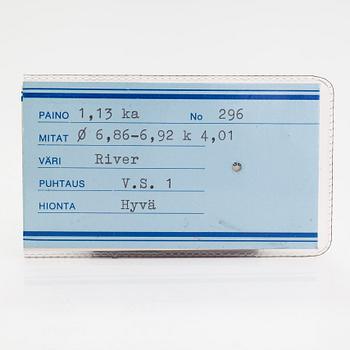 PAINO 1,13 ka No 296
MITAT Ø 6,86-6,92 k 4,01
VÄRI River
PUHTAUS V.S. 1
HIONTA Hyvä